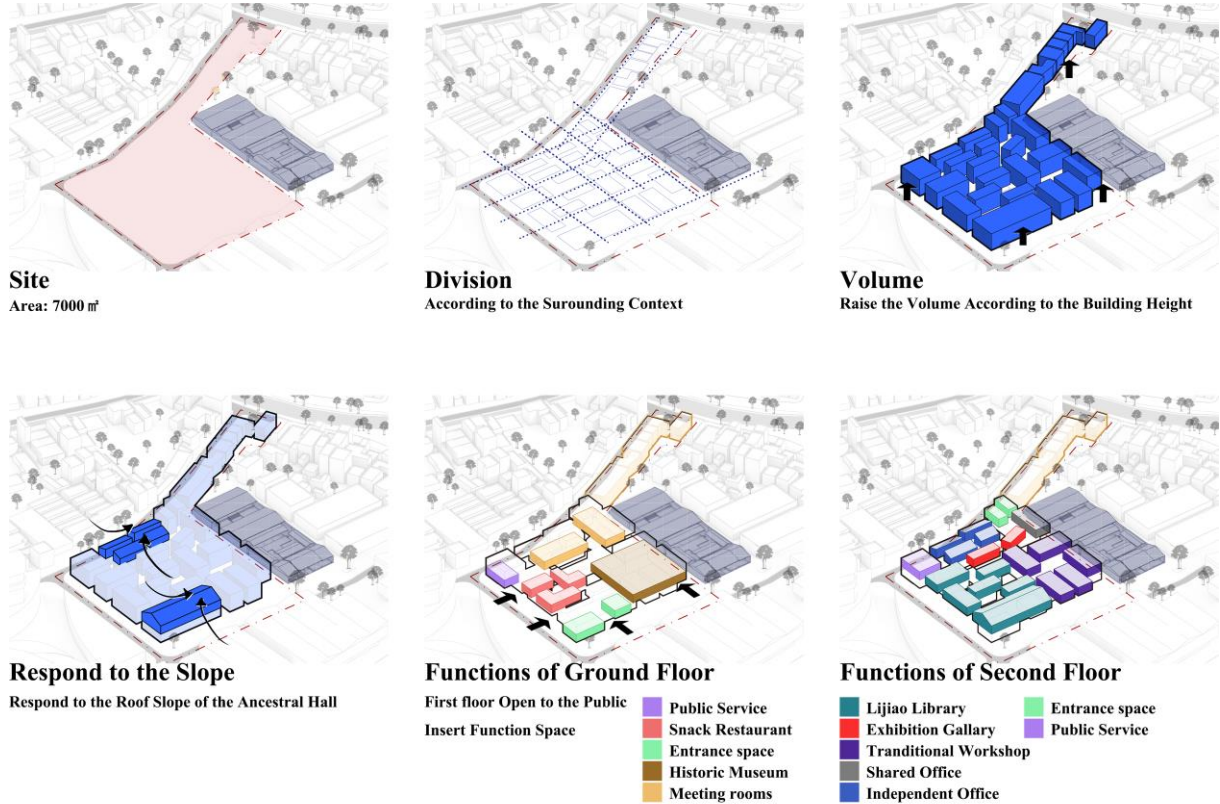 Site
Area: 7000㎡
Division
According to the Surounding Context
Volume
Raise the Volume According to the Building Height
Respond to the Slope
Respond to the Roof Slope of the Ancestral Hall
Functions of Ground Floor
First floor Open to the Public
Insert Function Space
Public Service
Snack Restaurant
Entrance space
Historic Museum
Meeting rooms
Functions of Second Floor
Lijiao Library
Exhibition Gallary
Tranditional Workshop
Shared Office
Independent Office
Entrance space
Public Service